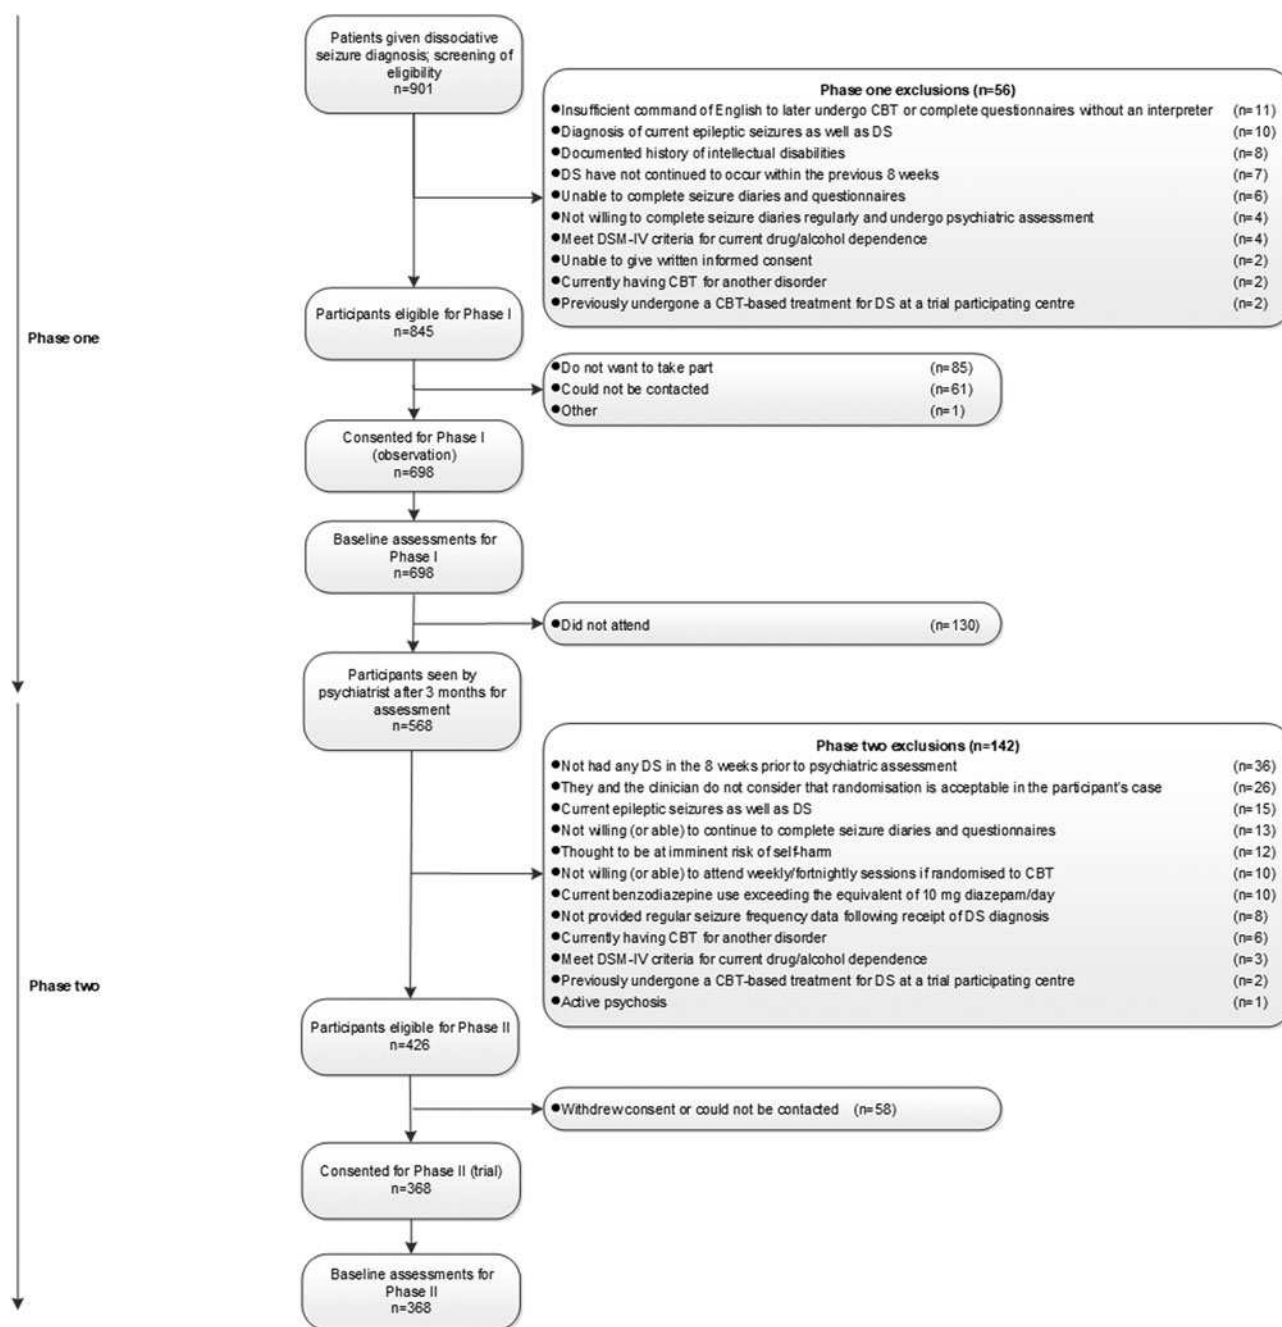 Patients given dissociative
seizure diagnosis; screening of
eligibility
n=901
Phase one exclusions (n=56)
●Insufficient command of English to later undergo CBT or complete questionnaires without an interpreter (n=11)
●Diagnosis of current epileptic seizures as well as DS (n=10)
●Documented history of intellectual disabilities (n=8)
●DS have not continued to occur within the previous 8 weeks (n=7)
●Unable to complete seizure diaries and questionnaires (n=6)
●Not willing to complete seizure diaries regularly and undergo psychiatric assessment (n=4)
●Meet DSM-IV criteria for current drug/alcohol dependence (n=4)
●Unable to give written informed consent (n=2)
●Currently having CBT for another disorder (n=2)
●Previously undergone a CBT-based treatment for DS at a trial participating centre (n=2)
Participants eligible for Phase I
n=845
Phase one
●Do not want to take part (n=85)
●Could not be contacted (n=61)
●Other (n=1)
Consented for Phase I
(observation)
n=698
Baseline assessments for
Phase I
n=698
●Did not attend (n=130)
Participants seen by
psychiatrist after 3 months for
assessment
n=568
Phase two exclusions (n=142)
●Not had any DS in the 8 weeks prior to psychiatric assessment (n=36)
●They and the clinician do not consider that randomisation is acceptable in the participant's case (n=26)
●Current epileptic seizures as well as DS (n=15)
●Not willing (or able) to continue to complete seizure diaries and questionnaires (n=13)
●Thought to be at imminent risk of self-harm (n=12)
●Not willing (or able) to attend weekly/fortnightly sessions if randomised to CBT (n=10)
●Current benzodiazepine use exceeding the equivalent of 10 mg diazepam/day (n=10)
●Not provided regular seizure frequency data following receipt of DS diagnosis (n=8)
●Currently having CBT for another disorder (n=6)
●Meet DSM-IV criteria for current drug/alcohol dependence (n=3)
●Previously undergone a CBT-based treatment for DS at a trial participating centre (n=2)
●Active psychosis (n=1)
Phase two
Participants eligible for Phase II
n=426
●Withdrew consent or could not be contacted (n=58)
Consented for Phase II (trial)
n=368
Baseline assessments for
Phase II
n=368